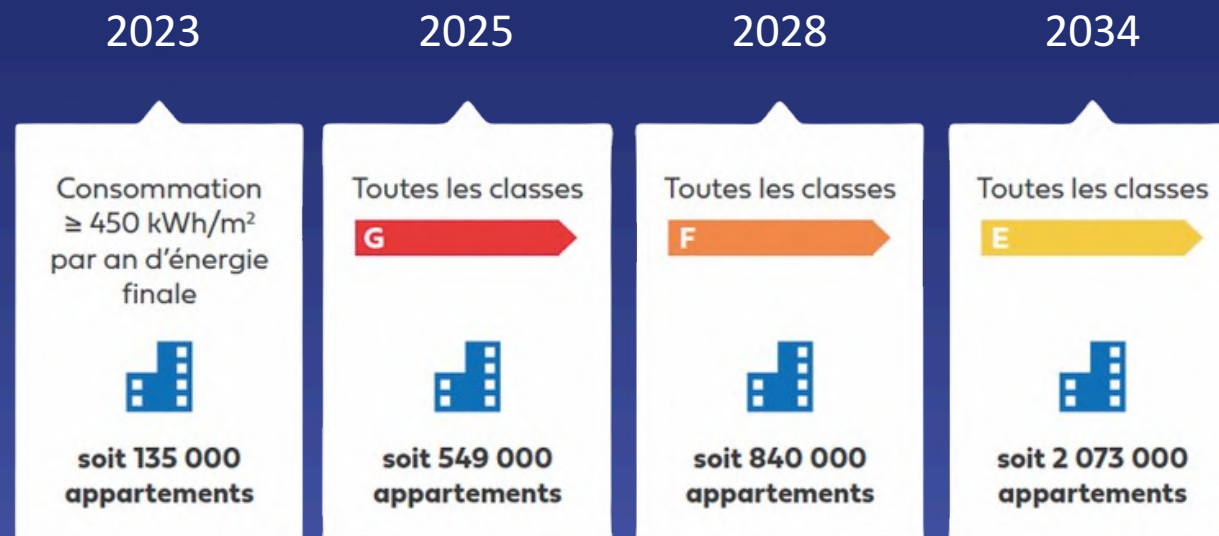 2023
Consommation
≥ 450 kWh/m²
par an d’énergie
finale
soit 135 000
appartements
2025
Toutes les classes
G
soit 549 000
appartements
2028
Toutes les classes
F
soit 840 000
appartements
2034
Toutes les classes
E
soit 2 073 000
appartements